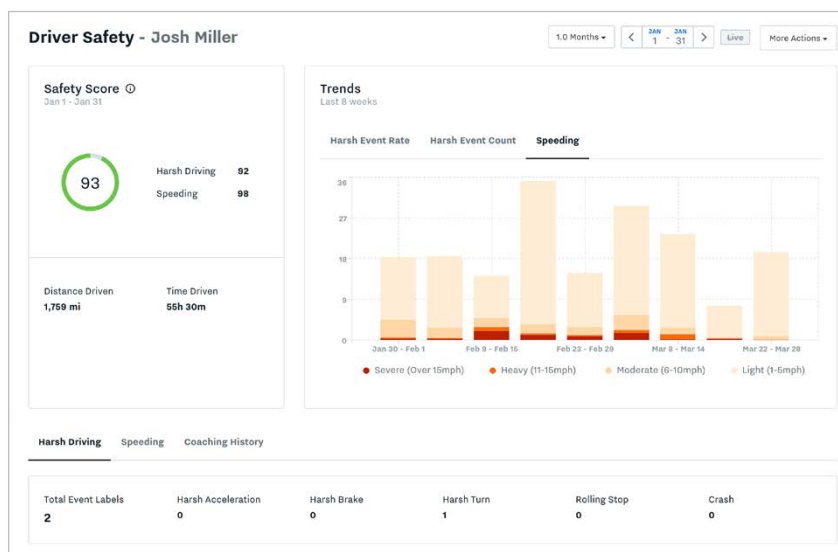 Driver Safety - Josh Miller
1.0 Months
JAN 1 - JAN 31
Live
More Actions
Safety Score
Jan 1 - Jan 31
93
Harsh Driving 92
Speeding 98
Distance Driven
Time Driven
1,759 mi
55h 30m
Trends
Last 8 weeks
Harsh Event Rate
Harsh Event Count
Speeding
36
27
18
9
0
Jan 30 - Feb 1
Feb 9 - Feb 15
Feb 23 - Feb 29
Mar 8 - Mar 14
Mar 22 - Mar 28
Severe (Over 15mph)
Heavy (11-15mph)
Moderate (6-10mph)
Light (1-5mph)
Harsh Driving
Speeding
Coaching History
Total Event Labels
Harsh Acceleration
Harsh Brake
Harsh Turn
Rolling Stop
Crash
2
0
0
1
0
0